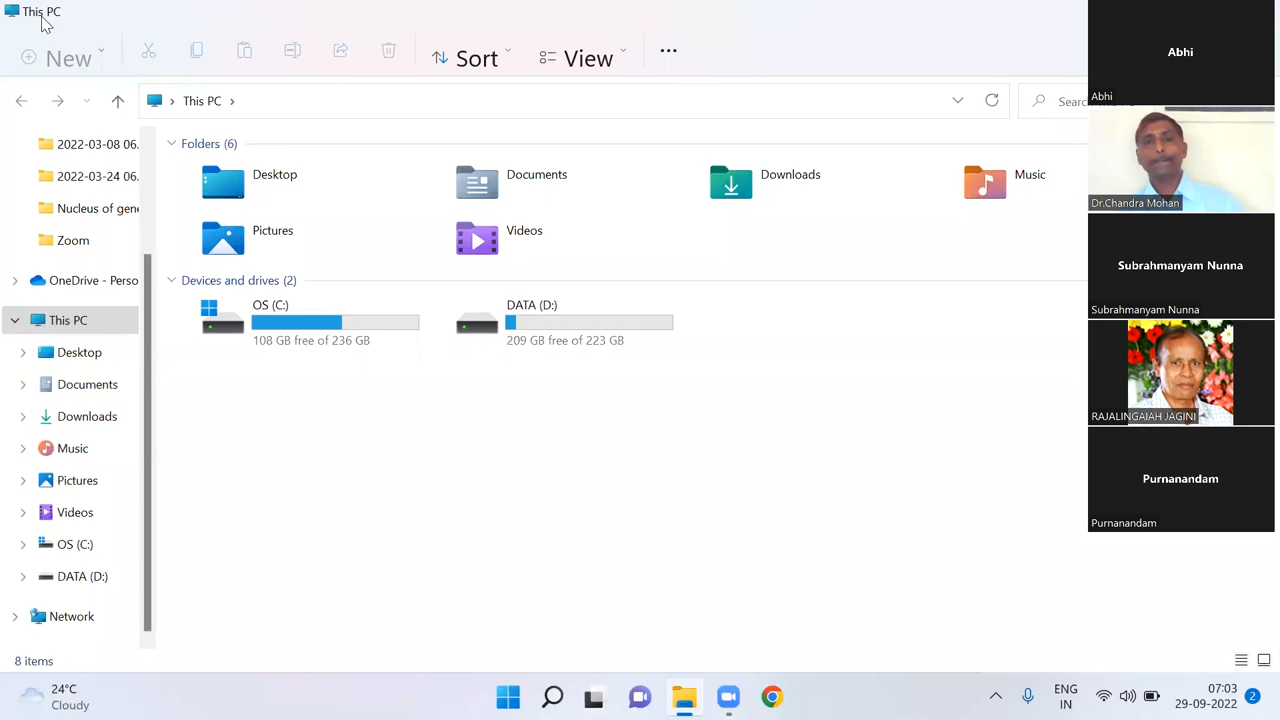 This PC
New
Sort
View
This PC
Sear
2022-03-08 06.
2022-03-24 06.
Nucleus of gene
Zoom
OneDrive - Perso
This PC
Desktop
Documents
Downloads
Music
Pictures
Videos
OS (C:)
DATA (D:)
Network
Folders (6)
Desktop
Documents
Downloads
Music
Pictures
Videos
Devices and drives (2)
OS (C:)
108 GB free of 236 GB
DATA (D:)
209 GB free of 223 GB
8 items
Abhi
Abhi
Dr.Chandra Mohan
Subrahmanyam Nunna
Subrahmanyam Nunna
RAJALINGAIAH JAGINI
Purnanandam
Purnanandam
24°C
Cloudy
ENG
IN
07:03
29-09-2022
2